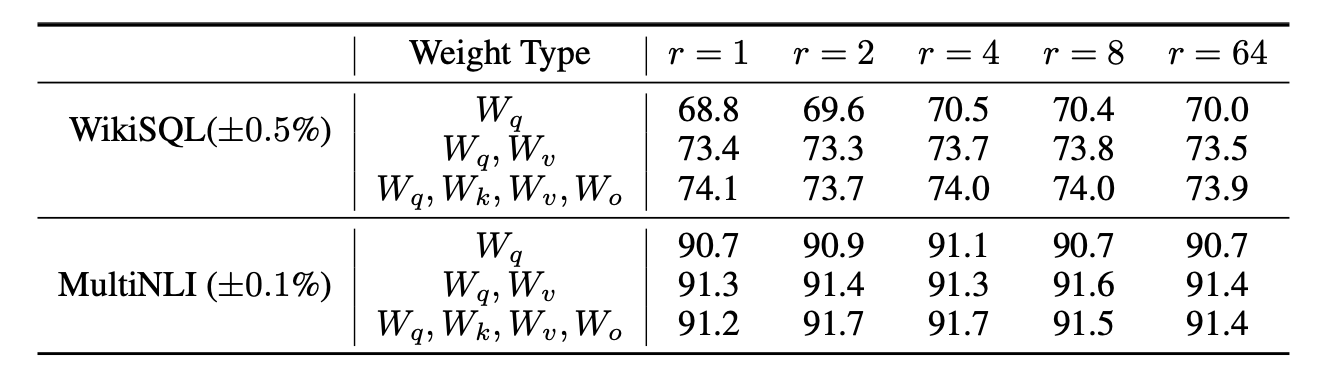 Weight Type r = 1 r = 2 r = 4 r = 8 r = 64
WikiSQL(±0.5%)
W_q 68.8 69.6 70.5 70.4 70.0
W_q, W_v 73.4 73.3 73.7 73.8 73.5
W_q, W_k, W_v, W_o 74.1 73.7 74.0 74.0 73.9
MultiNLI (±0.1%)
W_q 90.7 90.9 91.1 90.7 90.7
W_q, W_v 91.3 91.4 91.3 91.6 91.4
W_q, W_k, W_v, W_o 91.2 91.7 91.7 91.5 91.4